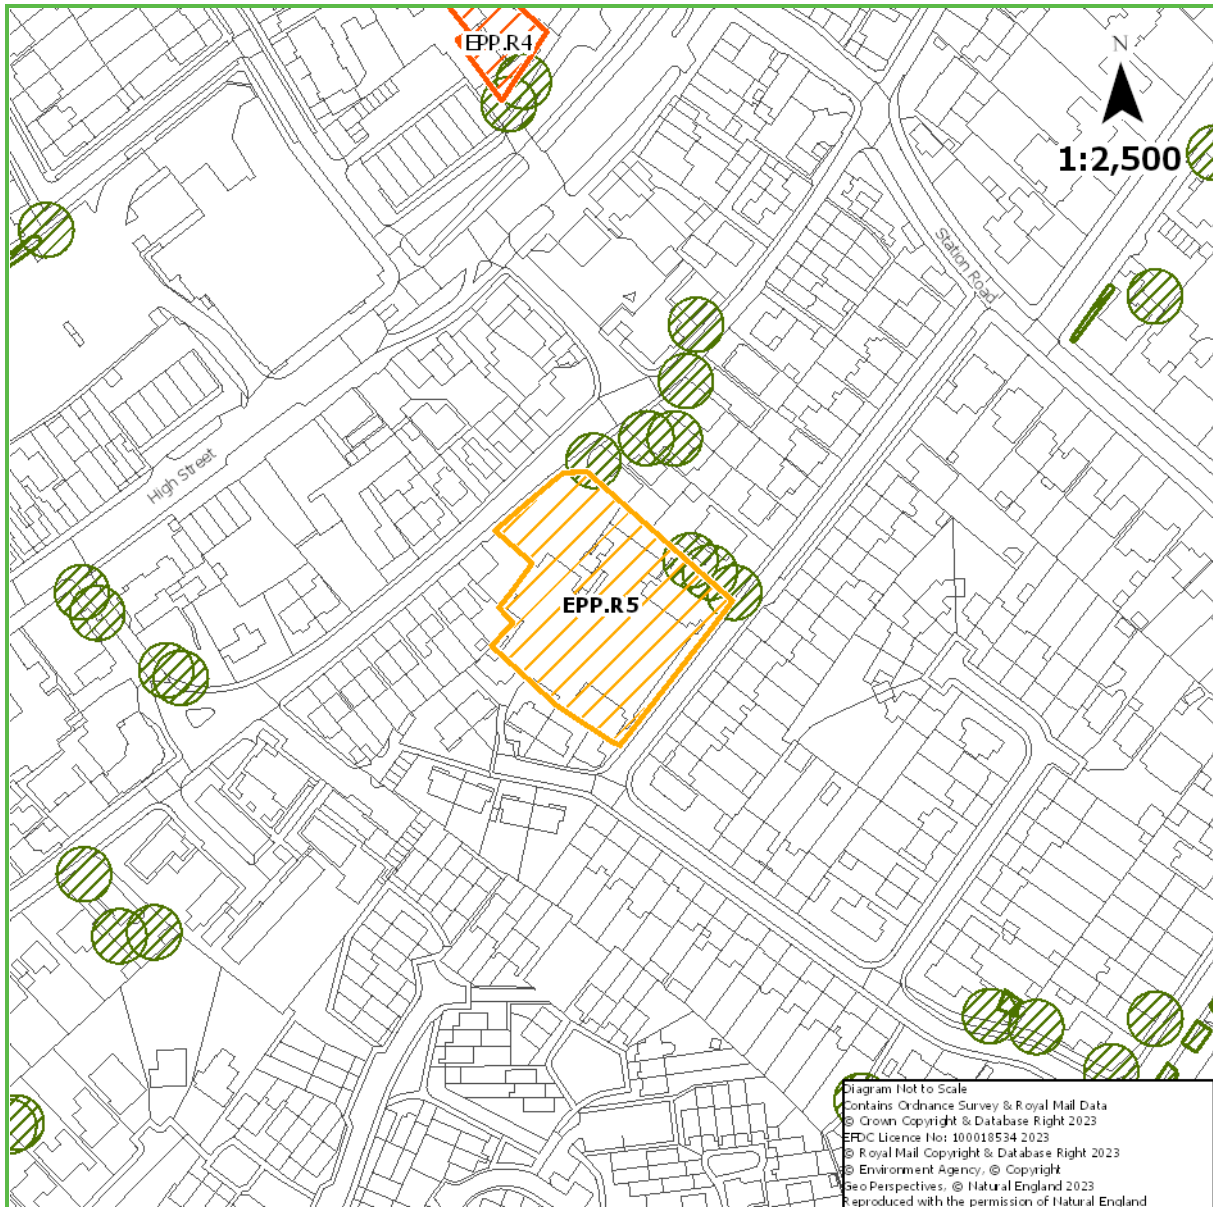 EPP.R4
N
1:2,500
Station Road
High Street
EPP.R5
Diagram Not to Scale
Contains Ordnance Survey & Royal Mail Data
© Crown Copyright & Database Right 2023
EFDC Licence No: 100018534 2023
© Royal Mail Copyright & Database Right 2023
© Environment Agency, © Copyright
Geo Perspectives, © Natural England 2023
Reproduced with the permission of Natural England